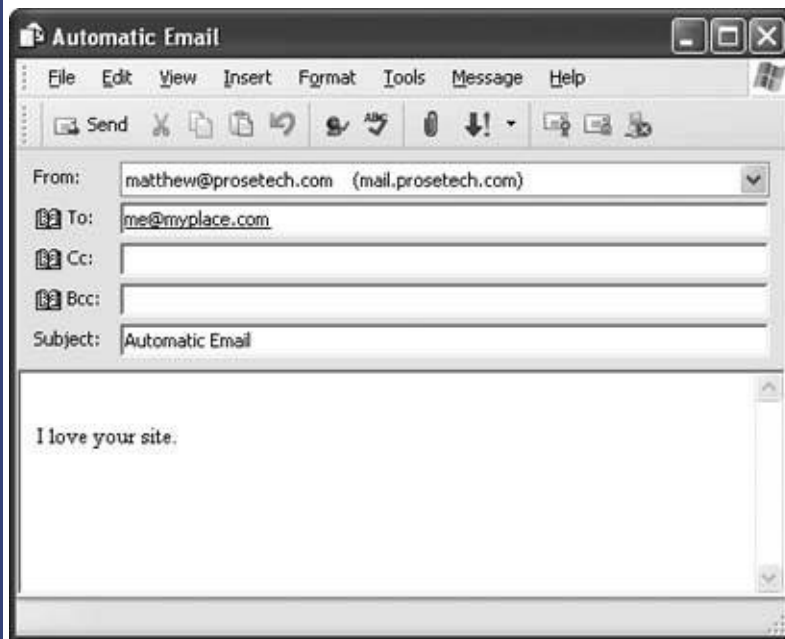 Automatic Email
File Edit View Insert Format Tools Message Help
Send
From: matthew@prosetech.com (mail.prosetech.com)
To: me@myplace.com
Cc:
Bcc:
Subject: Automatic Email
I love your site.